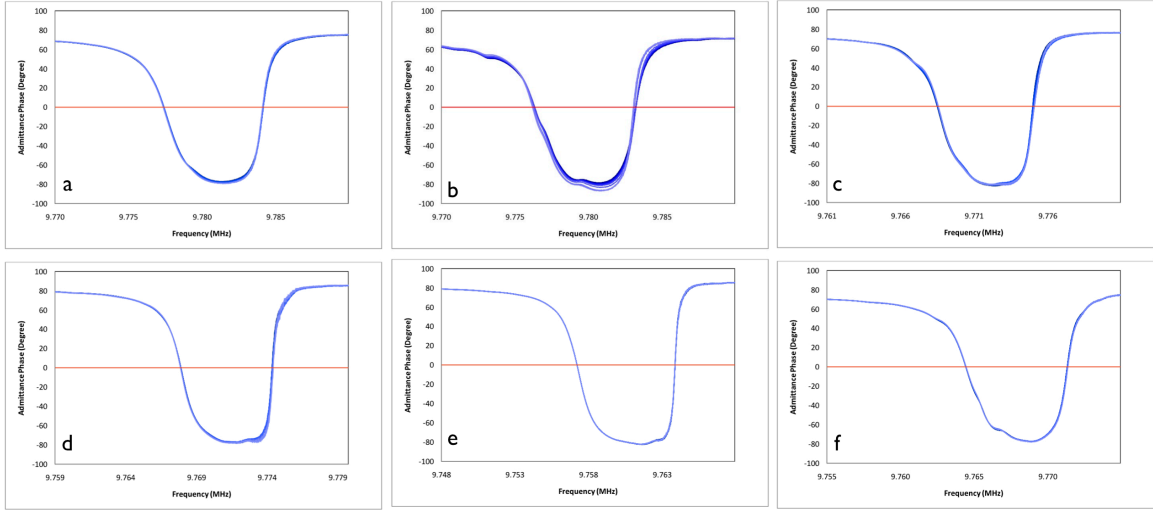 100
80
60
40
20
0
-20
-40
-60
-80
-100
Admittance Phase (Degree)
a
9.770 9.775 9.780 9.785
Frequency (MHz)
100
80
60
40
20
0
-20
-40
-60
-80
-100
Admittance Phase (Degree)
b
9.770 9.775 9.780 9.785
Frequency (MHz)
100
80
60
40
20
0
-20
-40
-60
-80
-100
Admittance Phase (Degree)
c
9.761 9.766 9.771 9.776
Frequency (MHz)
100
80
60
40
20
0
-20
-40
-60
-80
-100
Admittance Phase (Degree)
d
9.759 9.764 9.769 9.774 9.779
Frequency (MHz)
100
80
60
40
20
0
-20
-40
-60
-80
-100
Admittance Phase (Degree)
e
9.748 9.753 9.758 9.763
Frequency (MHz)
100
80
60
40
20
0
-20
-40
-60
-80
-100
Admittance Phase (Degree)
f
9.755 9.760 9.765 9.770
Frequency (MHz)